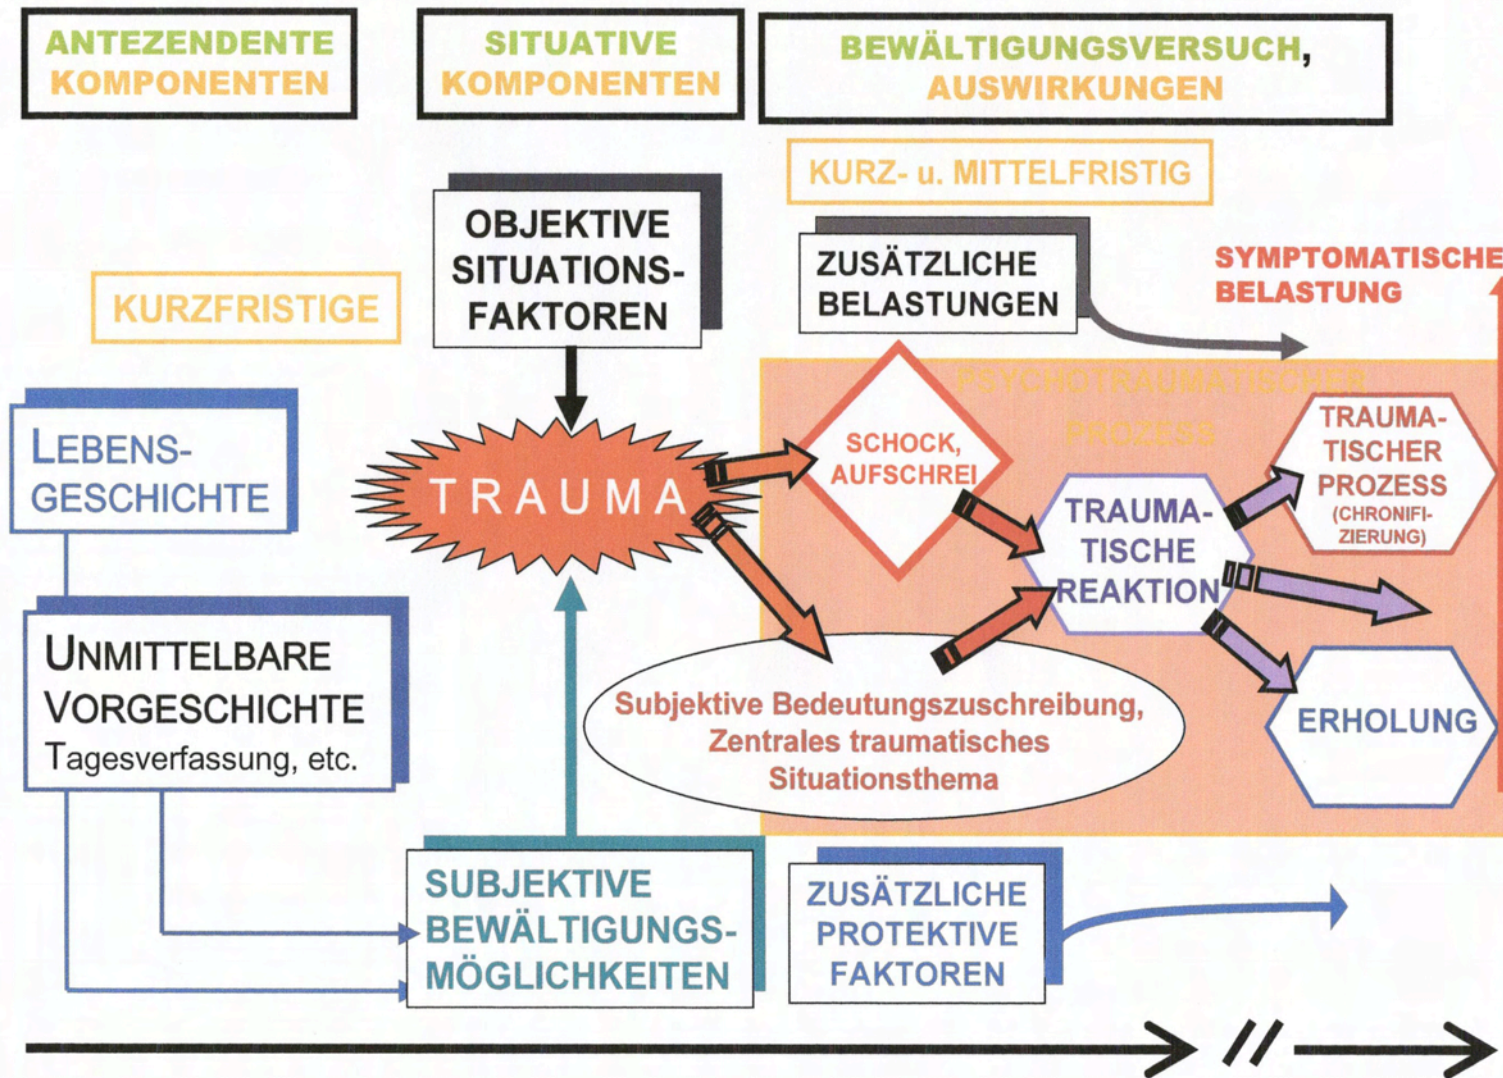 ANTEZENDENTE
KOMPONENTEN
SITUATIVE
KOMPONENTEN
BEWÄLTIGUNGSVERSUCH,
AUSWIRKUNGEN
KURZ- u. MITTELFRISTIG
KURZFRISTIGE
OBJEKTIVE
SITUATIONS-
FAKTOREN
ZUSÄTZLICHE
BELASTUNGEN
SYMPTOMATISCHE
BELASTUNG
PSYCHOTRAUMATISCHER
PROZESS
LEBENS-
GESCHICHTE
TRAUMA
SCHOCK,
AUFSCHREI
TRAUMA-
TISCHE
REAKTION
TRAUMA-
TISCHER
PROZESS
(CHRONIFI-
ZIERUNG)
UNMITTELBARE
VORGESCHICHTE
Tagesverfassung, etc.
Subjektive Bedeutungszuschreibung,
Zentrales traumatisches
Situationsthema
ERHOLUNG
SUBJEKTIVE
BEWÄLTIGUNGS-
MÖGLICHKEITEN
ZUSÄTZLICHE
PROTEKTIVE
FAKTOREN